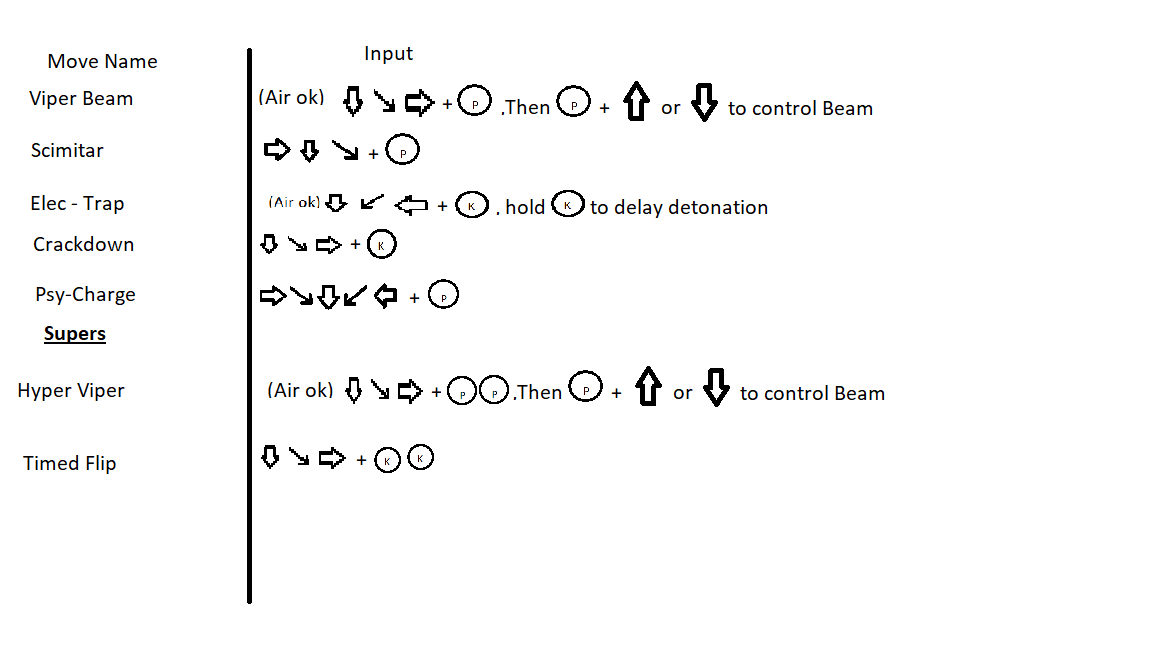 Move Name Input
Viper Beam (Air ok) ⇩ ↘ ⇨ + P .Then P + ⇧ or ⇩ to control Beam
Scimitar ⇨ ⇩ ↘ + P
Elec - Trap (Air ok) ⇩ ↙ ⇦ + K , hold K to delay detonation
Crackdown ⇩ ↘ ⇨ + K
Psy-Charge ⇨ ↘ ⇩ ↙ ⇦ + P
Supers
Hyper Viper (Air ok) ⇩ ↘ ⇨ + P P .Then P + ⇧ or ⇩ to control Beam
Timed Flip ⇩ ↘ ⇨ + K K